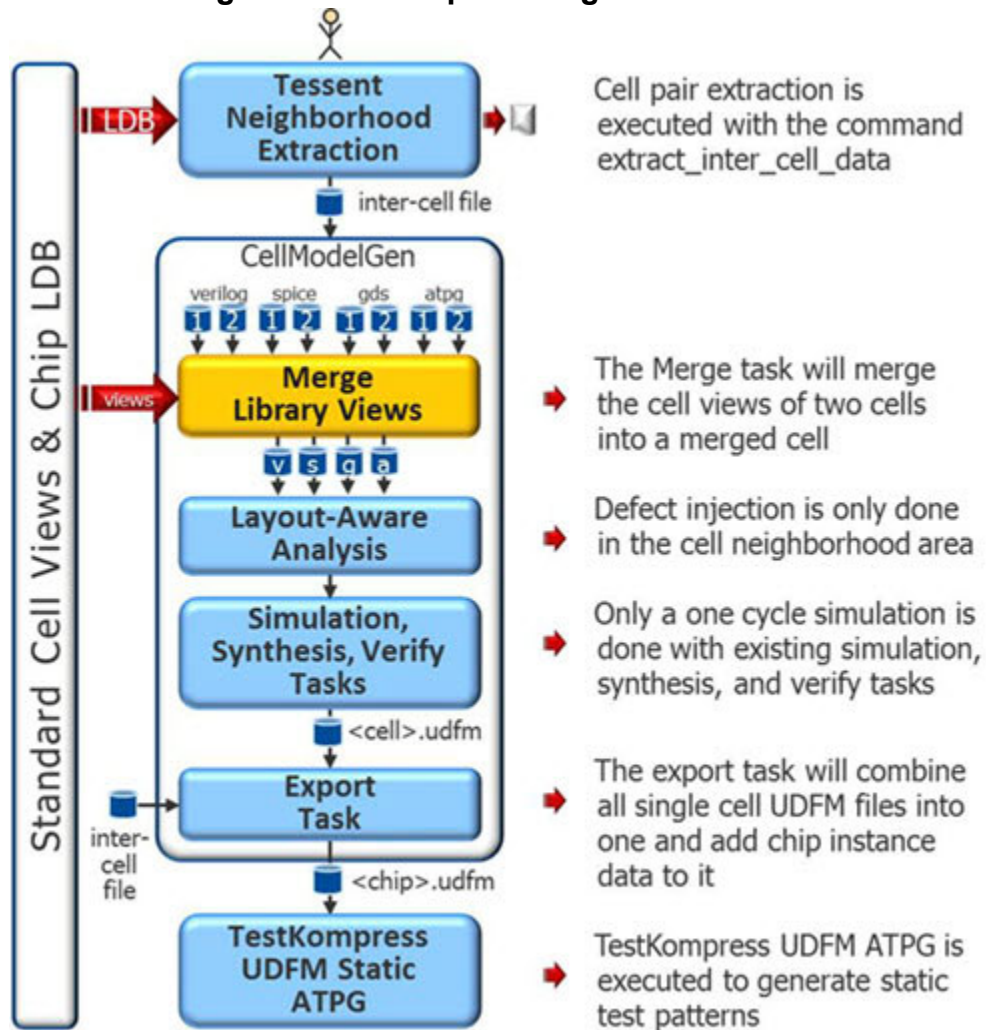 Standard Cell Views & Chip LDB
LDB
Tessent
Neighborhood
Extraction
Cell pair extraction is
executed with the command
extract_inter_cell_data
inter-cell file
CellModelGen
verilog spice gds atpg
1 2 1 2 1 2 1 2
views
Merge
Library Views
The Merge task will merge
the cell views of two cells
into a merged cell
v s g a
Layout-Aware
Analysis
Defect injection is only done
in the cell neighborhood area
Simulation,
Synthesis, Verify
Tasks
Only a one cycle simulation is
done with existing simulation,
synthesis, and verify tasks
<cell>.udfm
Export
Task
The export task will combine
all single cell UDFM files into
one and add chip instance
data to it
inter-
cell
file
<chip>.udfm
TestKompress
UDFM Static
ATPG
TestKompress UDFM ATPG is
executed to generate static
test patterns